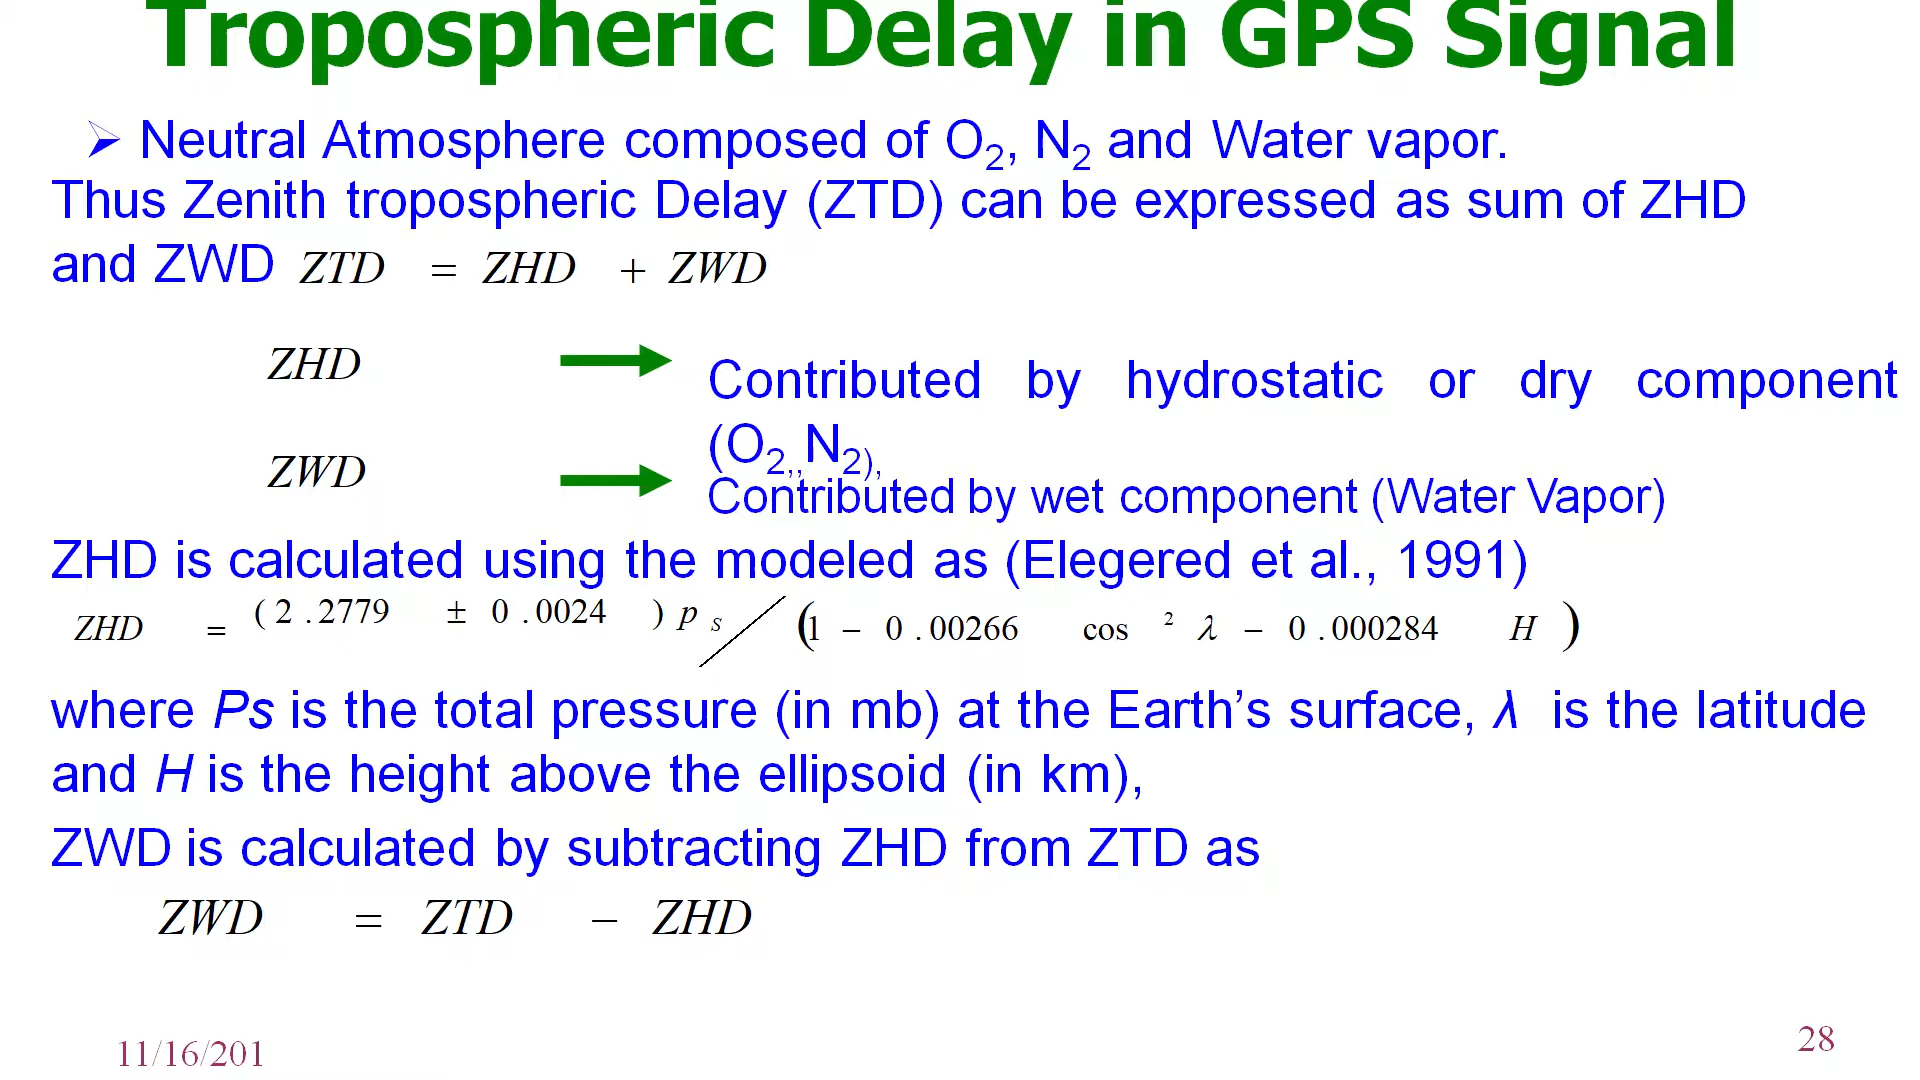 Tropospheric Delay in GPS Signal
➢ Neutral Atmosphere composed of O₂, N₂ and Water vapor.
Thus Zenith tropospheric Delay (ZTD) can be expressed as sum of ZHD
and ZWD ZTD = ZHD + ZWD
ZHD
Contributed by hydrostatic or dry component
(O₂,,N₂),
ZWD
Contributed by wet component (Water Vapor)
ZHD is calculated using the modeled as (Elegered et al., 1991)
ZHD = (2.2779 ± 0.0024) p_S / (1 − 0.00266 cos ² λ − 0.000284 H)
where Ps is the total pressure (in mb) at the Earth’s surface, λ is the latitude
and H is the height above the ellipsoid (in km),
ZWD is calculated by subtracting ZHD from ZTD as
ZWD = ZTD − ZHD
11/16/201
28